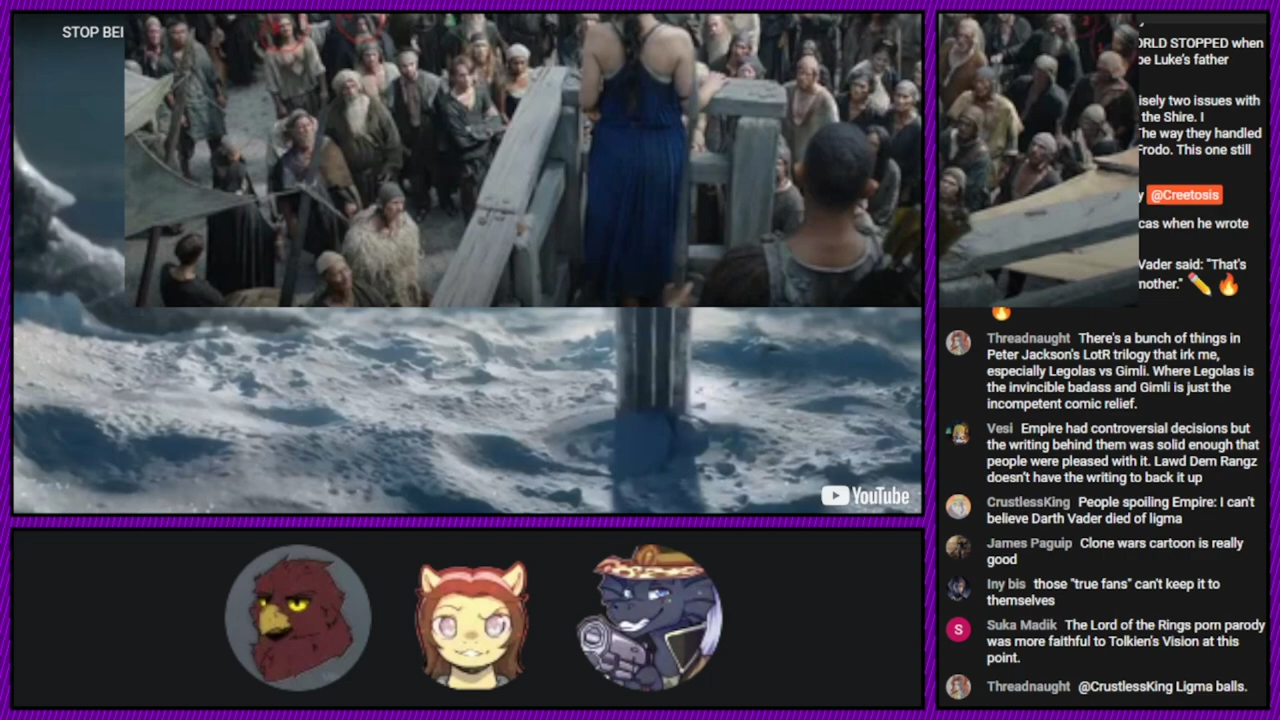 STOP BEI
ORLD STOPPED when
be Luke's father
isely two issues with
the Shire. I
The way they handled
Frodo. This one still
y @Creetosis
cas when he wrote
Vader said: "That's
mother." ✏️ 🔥
🔥
Threadnaught There's a bunch of things in
Peter Jackson's LotR trilogy that irk me,
especially Legolas vs Gimli. Where Legolas is
the invincible badass and Gimli is just the
incompetent comic relief.
Vesi Empire had controversial decisions but
the writing behind them was solid enough that
people were pleased with it. Lawd Dem Rangz
doesn't have the writing to back it up
CrustlessKing People spoiling Empire: I can't
believe Darth Vader died of ligma
James Paguip Clone wars cartoon is really
good
Iny bis those "true fans" can't keep it to
themselves
S Suka Madik The Lord of the Rings porn parody
was more faithful to Tolkien's Vision at this
point.
Threadnaught @CrustlessKing Ligma balls.
YouTube